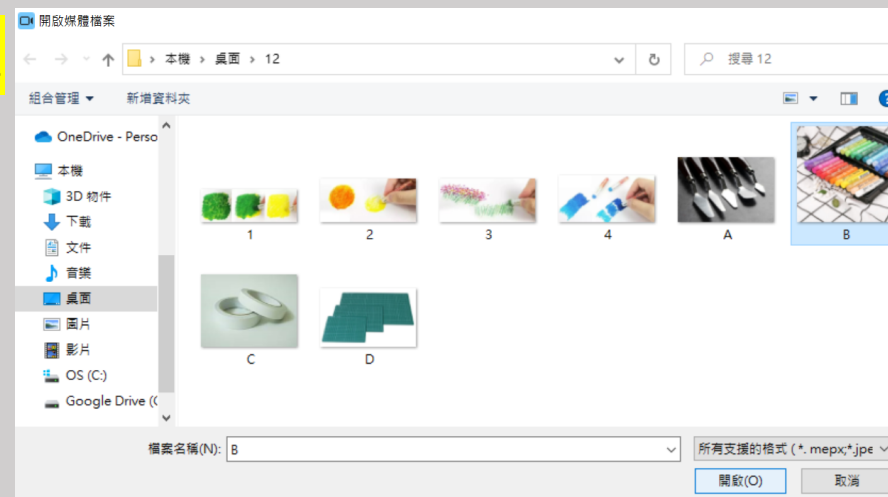 開啟媒體檔案
本機 › 桌面 › 12
搜尋 12
組合管理 ▼ 新增資料夾
OneDrive - Perso
本機
3D 物件
下載
文件
音樂
桌面
圖片
影片
OS (C:)
Google Drive (G
1 2 3 4 A B
C D
檔案名稱(N): B
所有支援的格式 (*. mepx;*.jpe
開啟(O) 取消